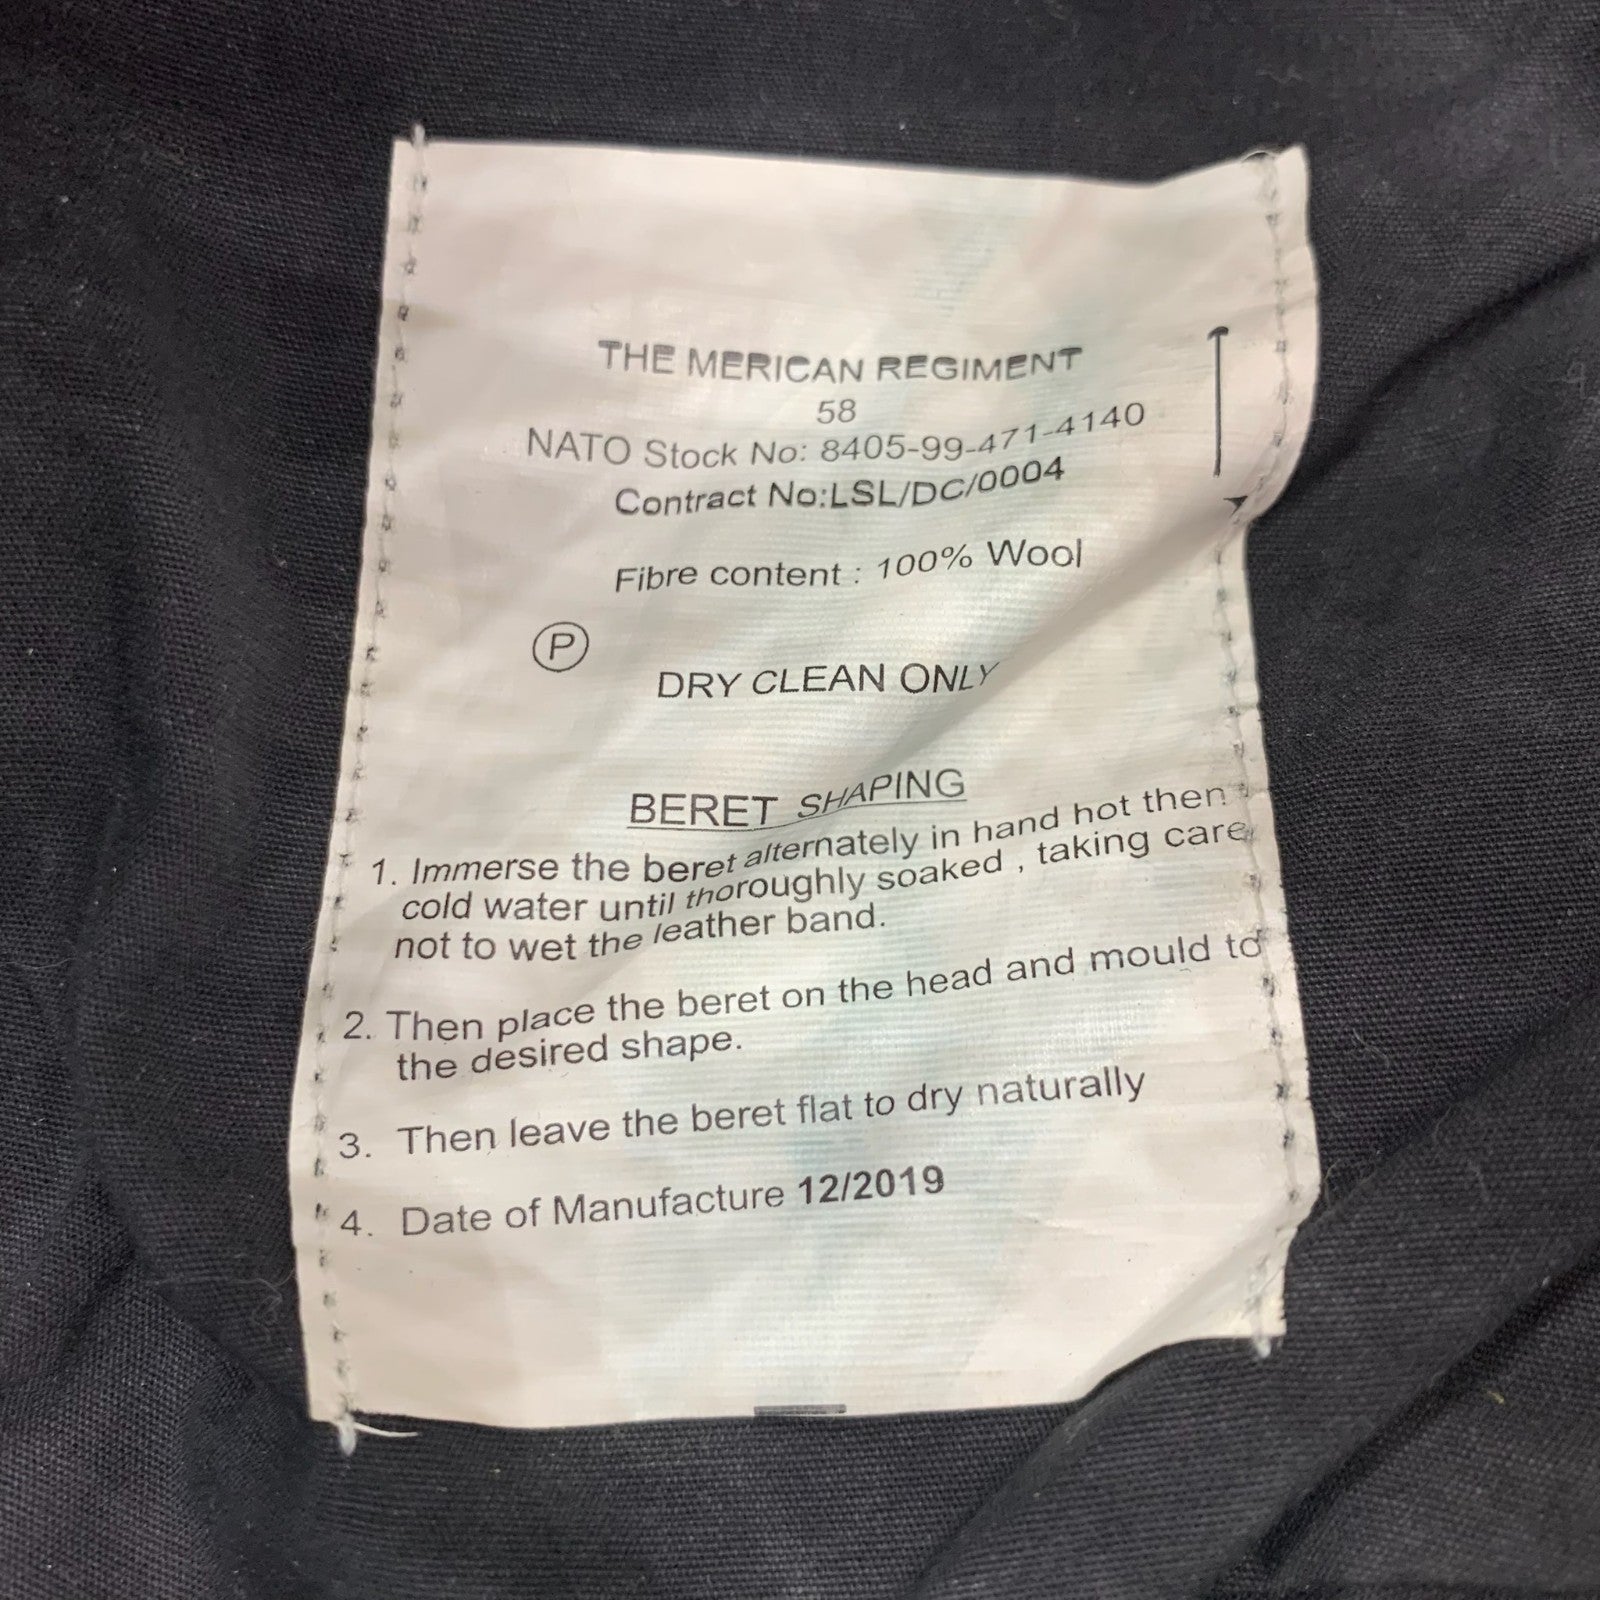 THE MERICAN REGIMENT
58
NATO Stock No: 8405-99-471-4140
Contract No:LSL/DC/0004
Fibre content : 100% Wool
P
DRY CLEAN ONLY
BERET SHAPING
1. Immerse the beret alternately in hand hot then
cold water until thoroughly soaked , taking care
not to wet the leather band.
2. Then place the beret on the head and mould to
the desired shape.
3. Then leave the beret flat to dry naturally
4. Date of Manufacture 12/2019